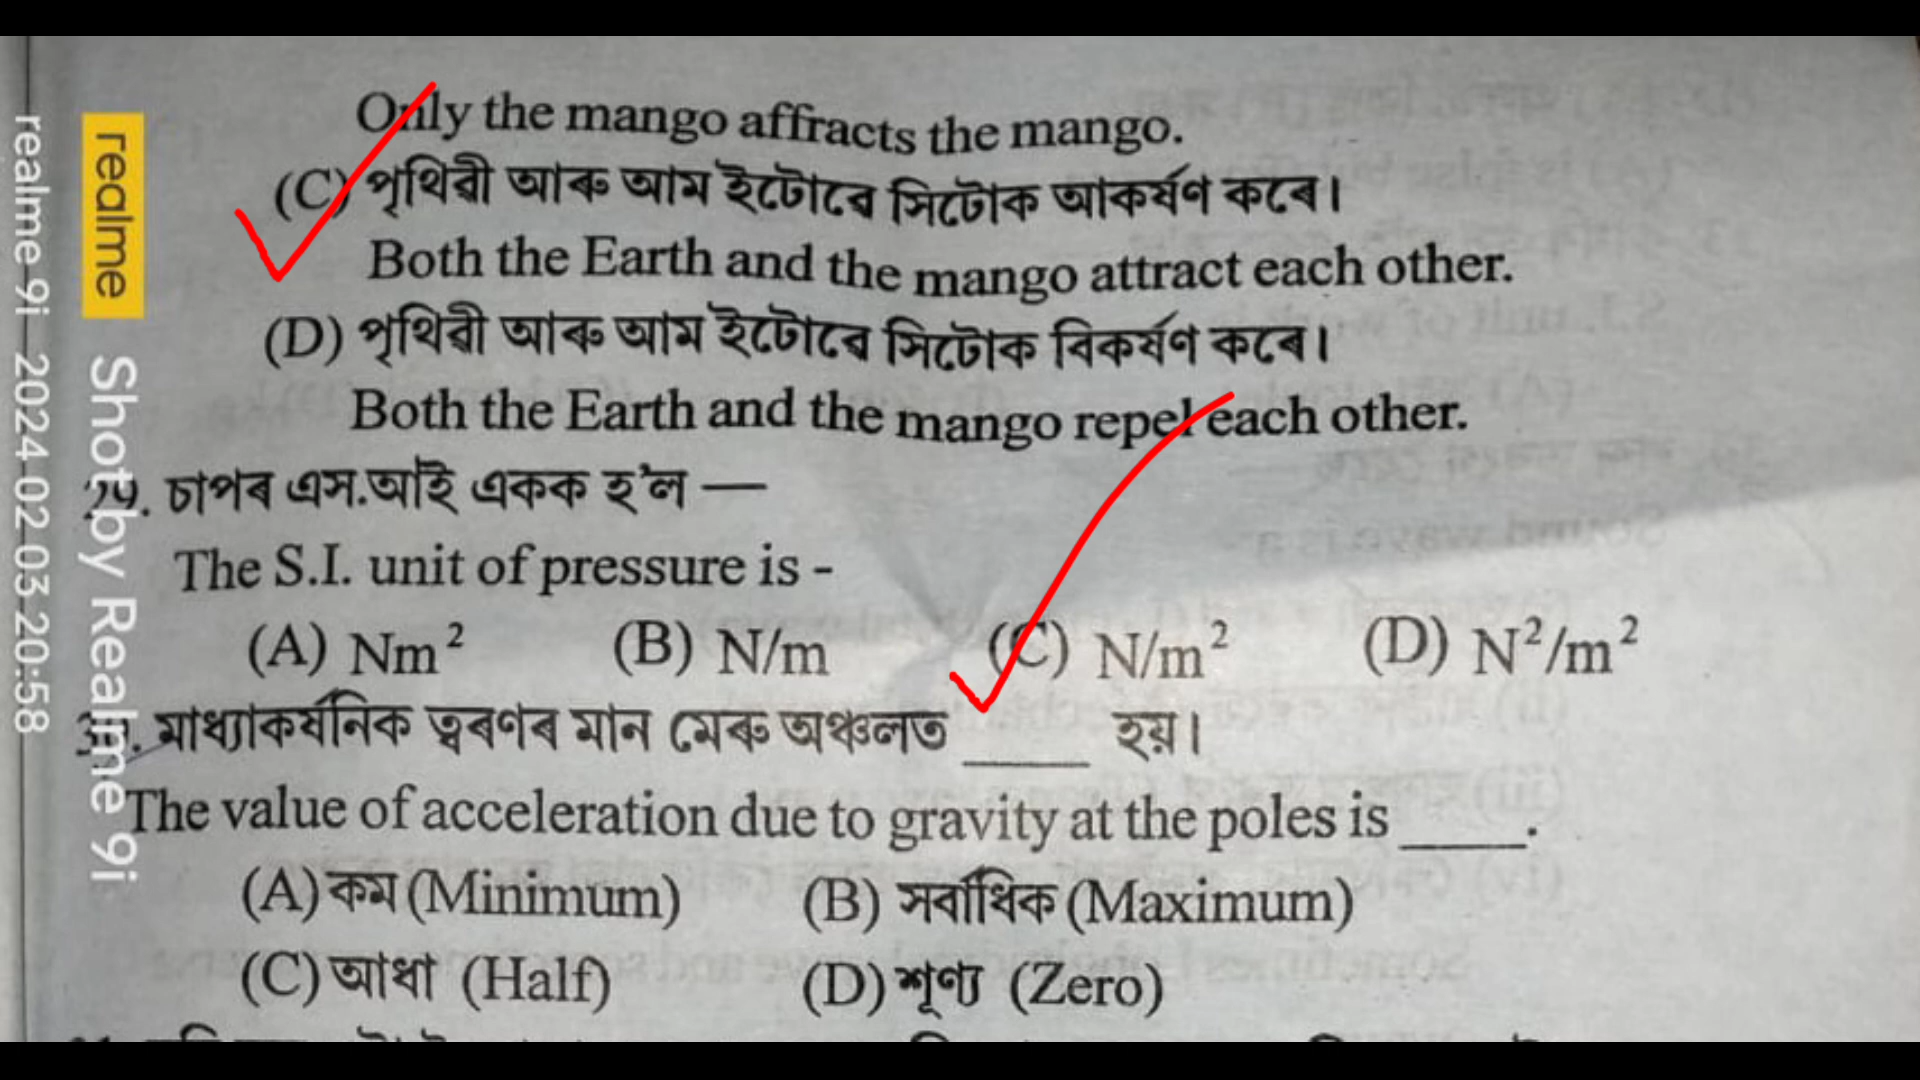 Only the mango affracts the mango.
(C) পৃথিৱী আৰু আম ইটোৱে সিটোক আকৰ্ষণ কৰে।
Both the Earth and the mango attract each other.
(D) পৃথিৱী আৰু আম ইটোৱে সিটোক বিকৰ্ষণ কৰে।
Both the Earth and the mango repel each other.
29. চাপৰ এস.আই একক হ'ল —
The S.I. unit of pressure is -
(A) Nm² (B) N/m (C) N/m² (D) N²/m²
30. মাধ্যাকৰ্ষনিক ত্বৰণৰ মান মেৰু অঞ্চলত _____ হয়।
The value of acceleration due to gravity at the poles is _____.
(A) কম (Minimum) (B) সৰ্বাধিক (Maximum)
(C) আধা (Half) (D) শূণ্য (Zero)
realme Shot by Realme 9i
realme 9i 2024 02 03 20:58